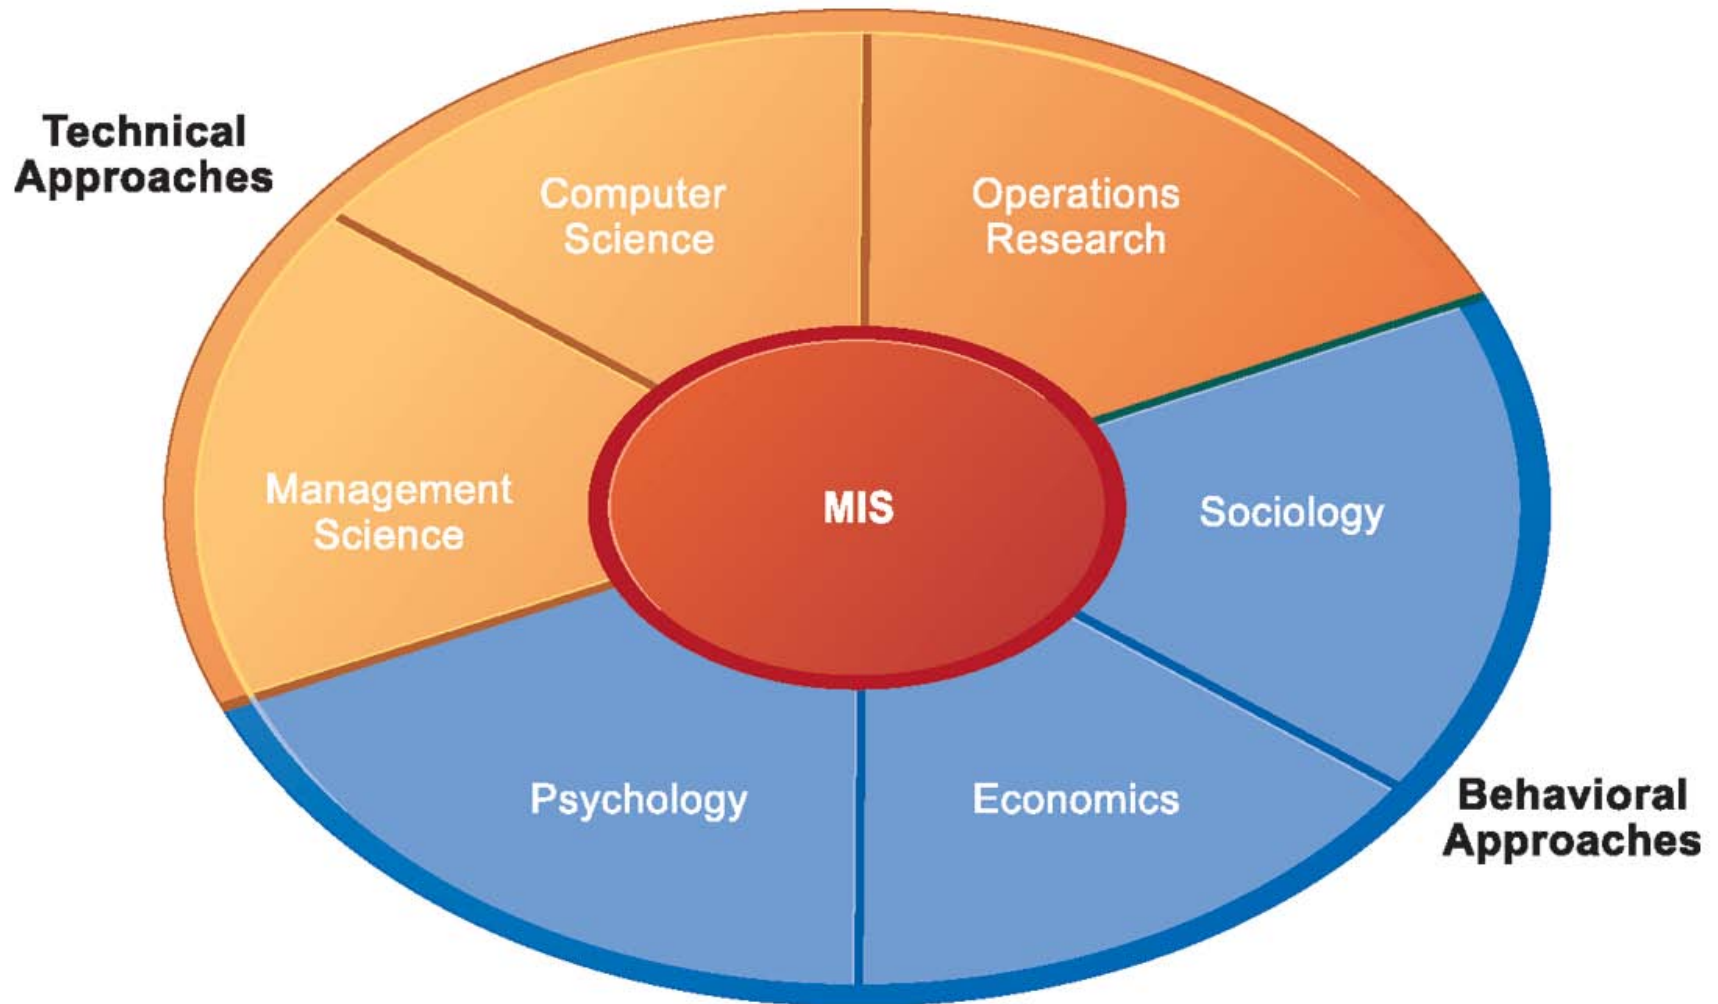 Technical
Approaches
Computer
Science
Operations
Research
Management
Science
MIS
Sociology
Psychology
Economics
Behavioral
Approaches